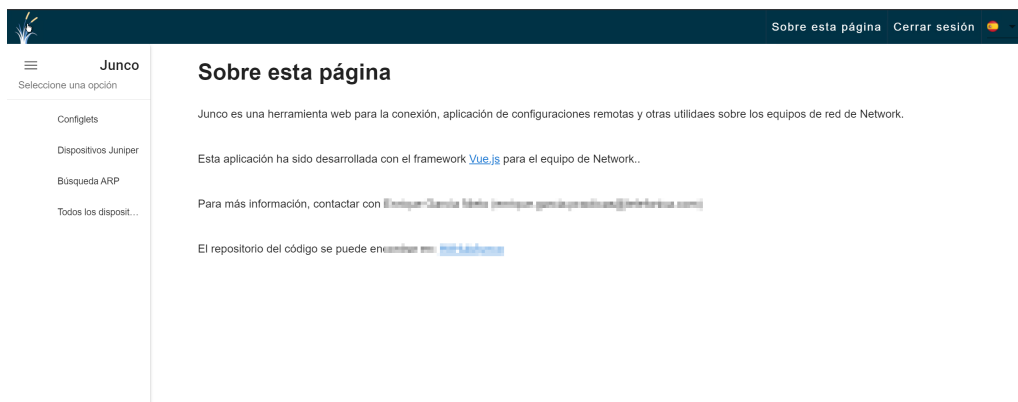 Sobre esta página Cerrar sesión
Junco
Seleccione una opción
Configlets
Dispositivos Juniper
Búsqueda ARP
Todos los disposit...
Sobre esta página
Junco es una herramienta web para la conexión, aplicación de configuraciones remotas y otras utilidaes sobre los equipos de red de Network.
Esta aplicación ha sido desarrollada con el framework Vue.js para el equipo de Network..
Para más información, contactar con
El repositorio del código se puede